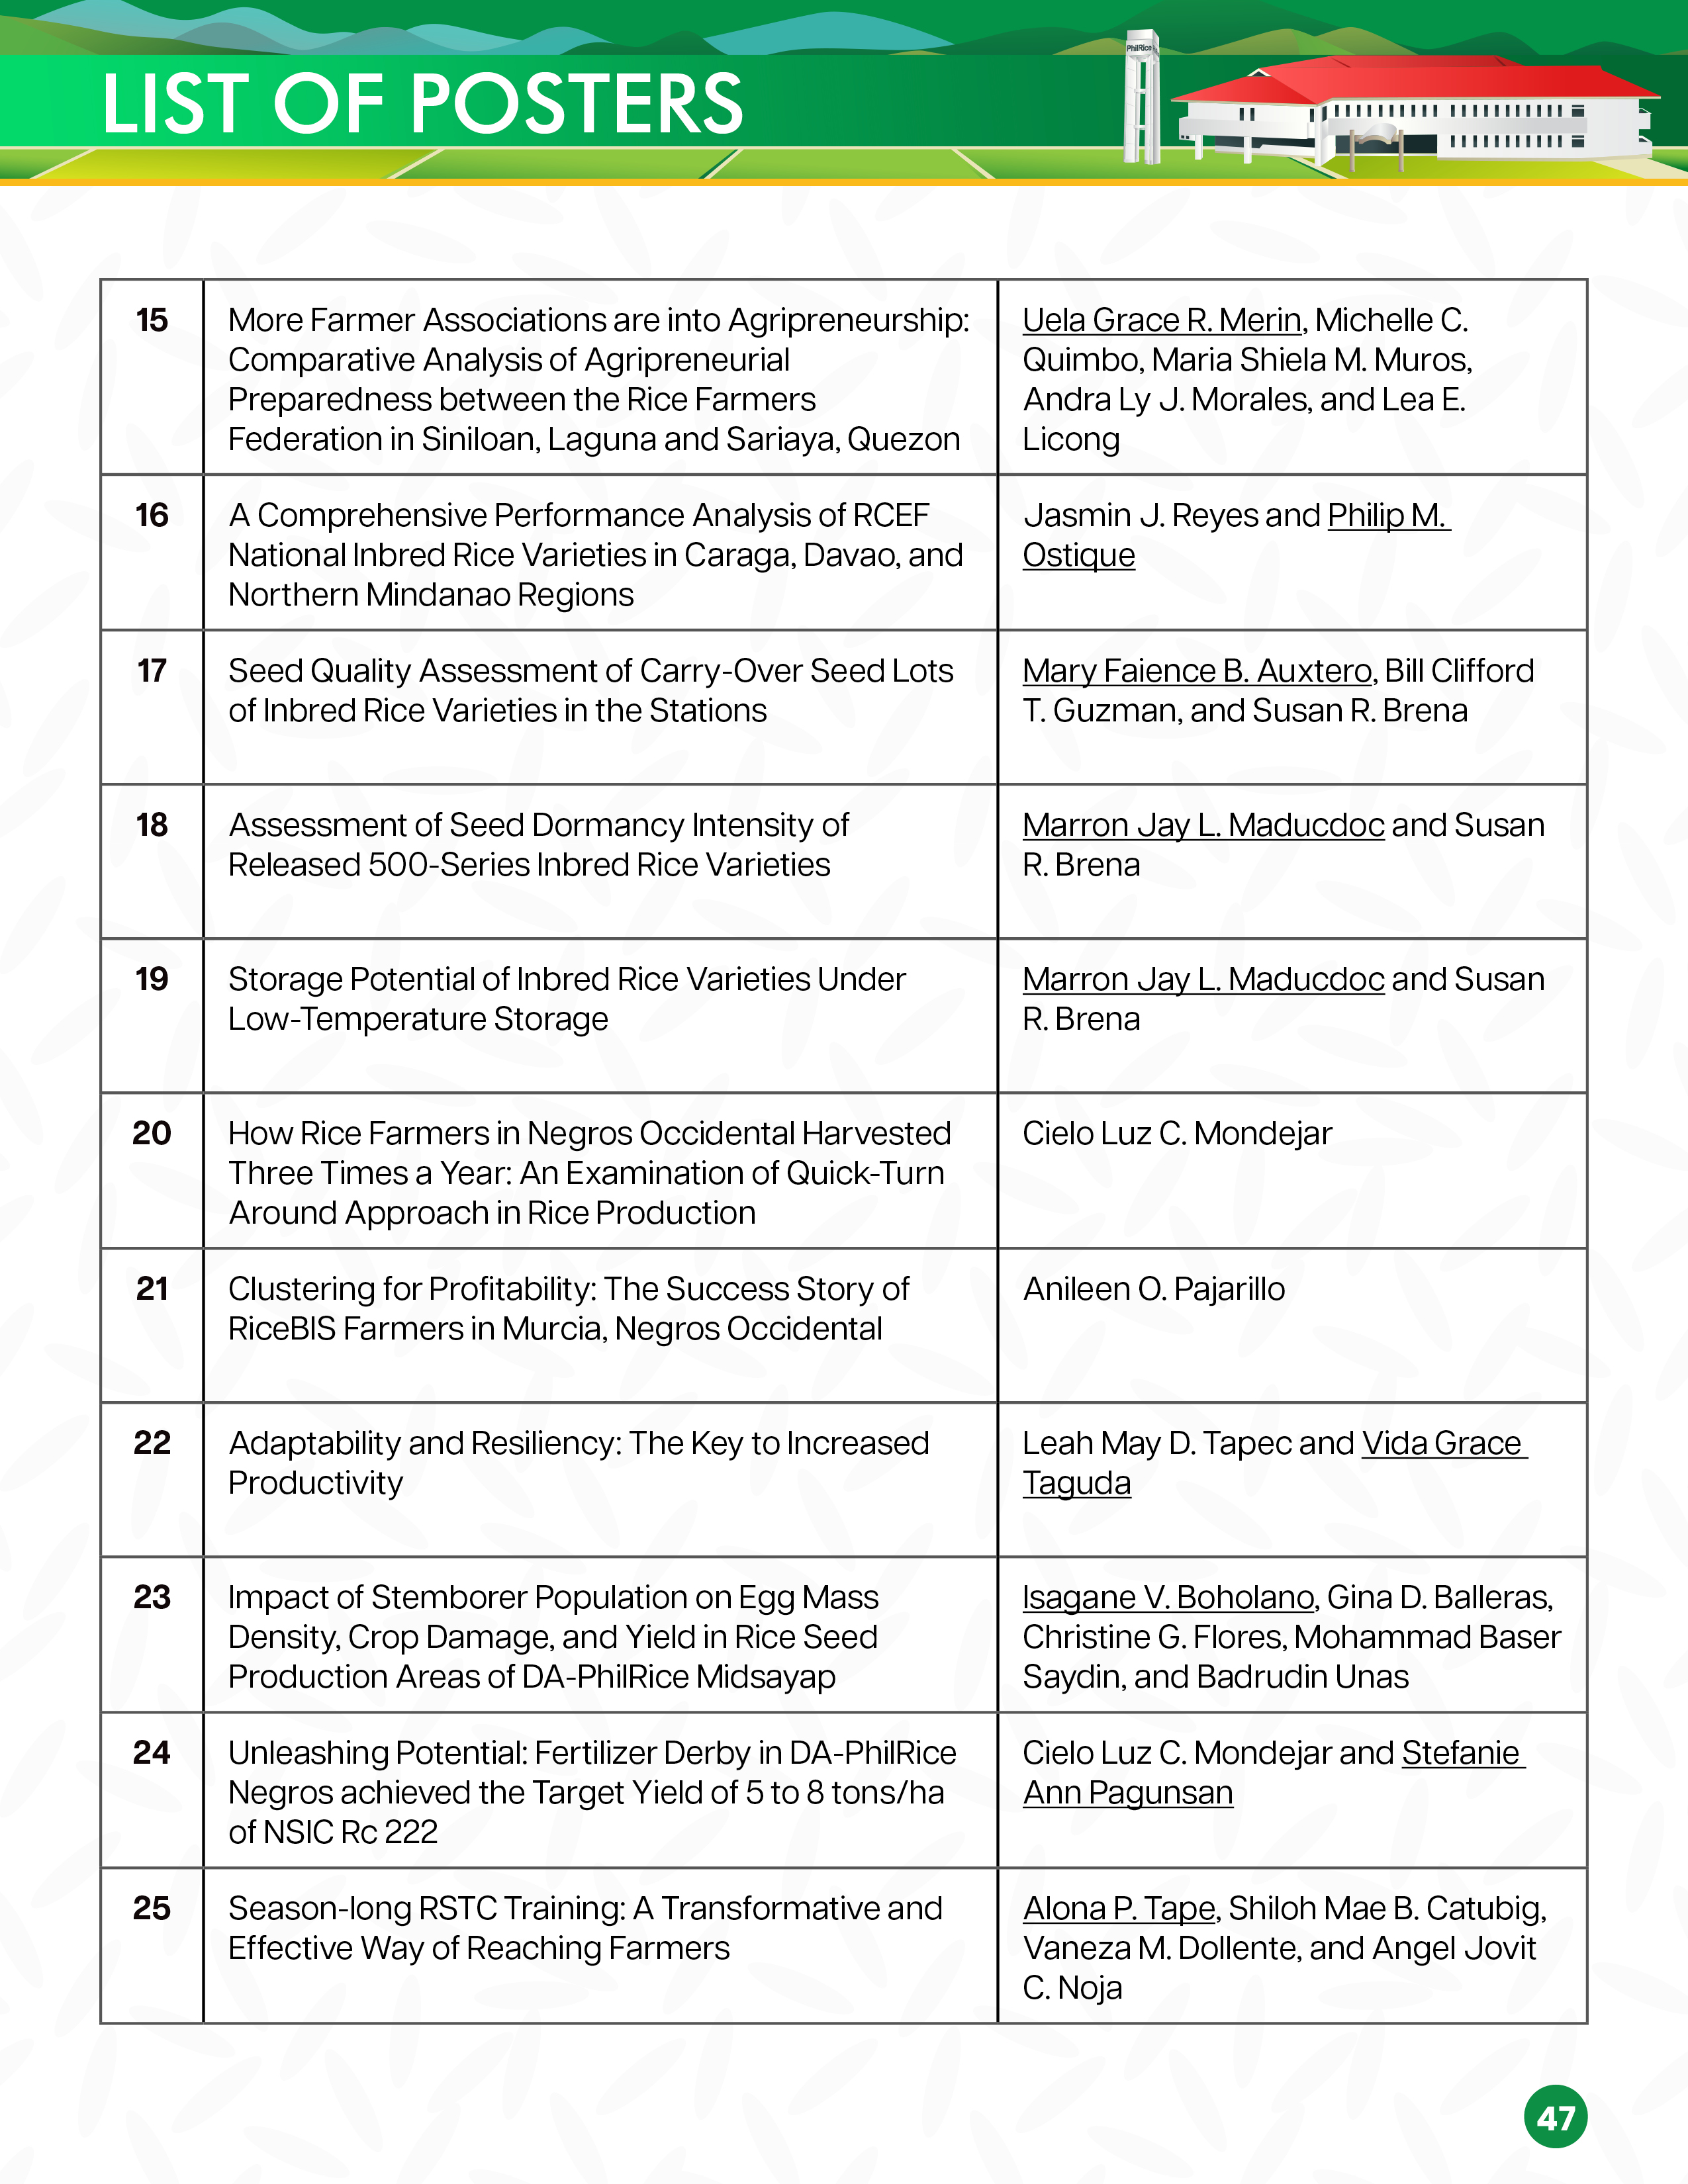 PhilRice
LIST OF POSTERS
15
More Farmer Associations are into Agripreneurship:
Comparative Analysis of Agripreneurial
Preparedness between the Rice Farmers
Federation in Siniloan, Laguna and Sariaya, Quezon
Uela Grace R. Merin, Michelle C.
Quimbo, Maria Shiela M. Muros,
Andra Ly J. Morales, and Lea E.
Licong
16
A Comprehensive Performance Analysis of RCEF
National Inbred Rice Varieties in Caraga, Davao, and
Northern Mindanao Regions
Jasmin J. Reyes and Philip M.
Ostique
17
Seed Quality Assessment of Carry-Over Seed Lots
of Inbred Rice Varieties in the Stations
Mary Faience B. Auxtero, Bill Clifford
T. Guzman, and Susan R. Brena
18
Assessment of Seed Dormancy Intensity of
Released 500-Series Inbred Rice Varieties
Marron Jay L. Maducdoc and Susan
R. Brena
19
Storage Potential of Inbred Rice Varieties Under
Low-Temperature Storage
Marron Jay L. Maducdoc and Susan
R. Brena
20
How Rice Farmers in Negros Occidental Harvested
Three Times a Year: An Examination of Quick-Turn
Around Approach in Rice Production
Cielo Luz C. Mondejar
21
Clustering for Profitability: The Success Story of
RiceBIS Farmers in Murcia, Negros Occidental
Anileen O. Pajarillo
22
Adaptability and Resiliency: The Key to Increased
Productivity
Leah May D. Tapec and Vida Grace
Taguda
23
Impact of Stemborer Population on Egg Mass
Density, Crop Damage, and Yield in Rice Seed
Production Areas of DA-PhilRice Midsayap
Isagane V. Boholano, Gina D. Balleras,
Christine G. Flores, Mohammad Baser
Saydin, and Badrudin Unas
24
Unleashing Potential: Fertilizer Derby in DA-PhilRice
Negros achieved the Target Yield of 5 to 8 tons/ha
of NSIC Rc 222
Cielo Luz C. Mondejar and Stefanie
Ann Pagunsan
25
Season-long RSTC Training: A Transformative and
Effective Way of Reaching Farmers
Alona P. Tape, Shiloh Mae B. Catubig,
Vaneza M. Dollente, and Angel Jovit
C. Noja
47